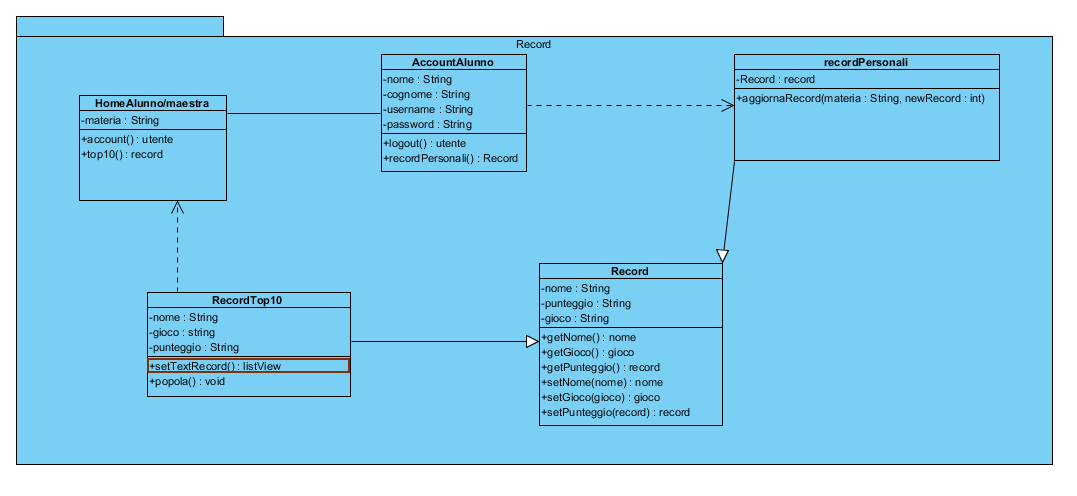 Record
HomeAlunno/maestra
-materia : String
+account() : utente
+top10() : record
AccountAlunno
-nome : String
-cognome : String
-username : String
-password : String
+logout() : utente
+recordPersonali() : Record
recordPersonali
-Record : record
+aggiornaRecord(materia : String, newRecord : int)
RecordTop10
-nome : String
-gioco : string
-punteggio : String
+setTextRecord() : listView
+popola() : void
Record
-nome : String
-punteggio : String
-gioco : String
+getNome() : nome
+getGioco() : gioco
+getPunteggio() : record
+setNome(nome) : nome
+setGioco(gioco) : gioco
+setPunteggio(record) : record